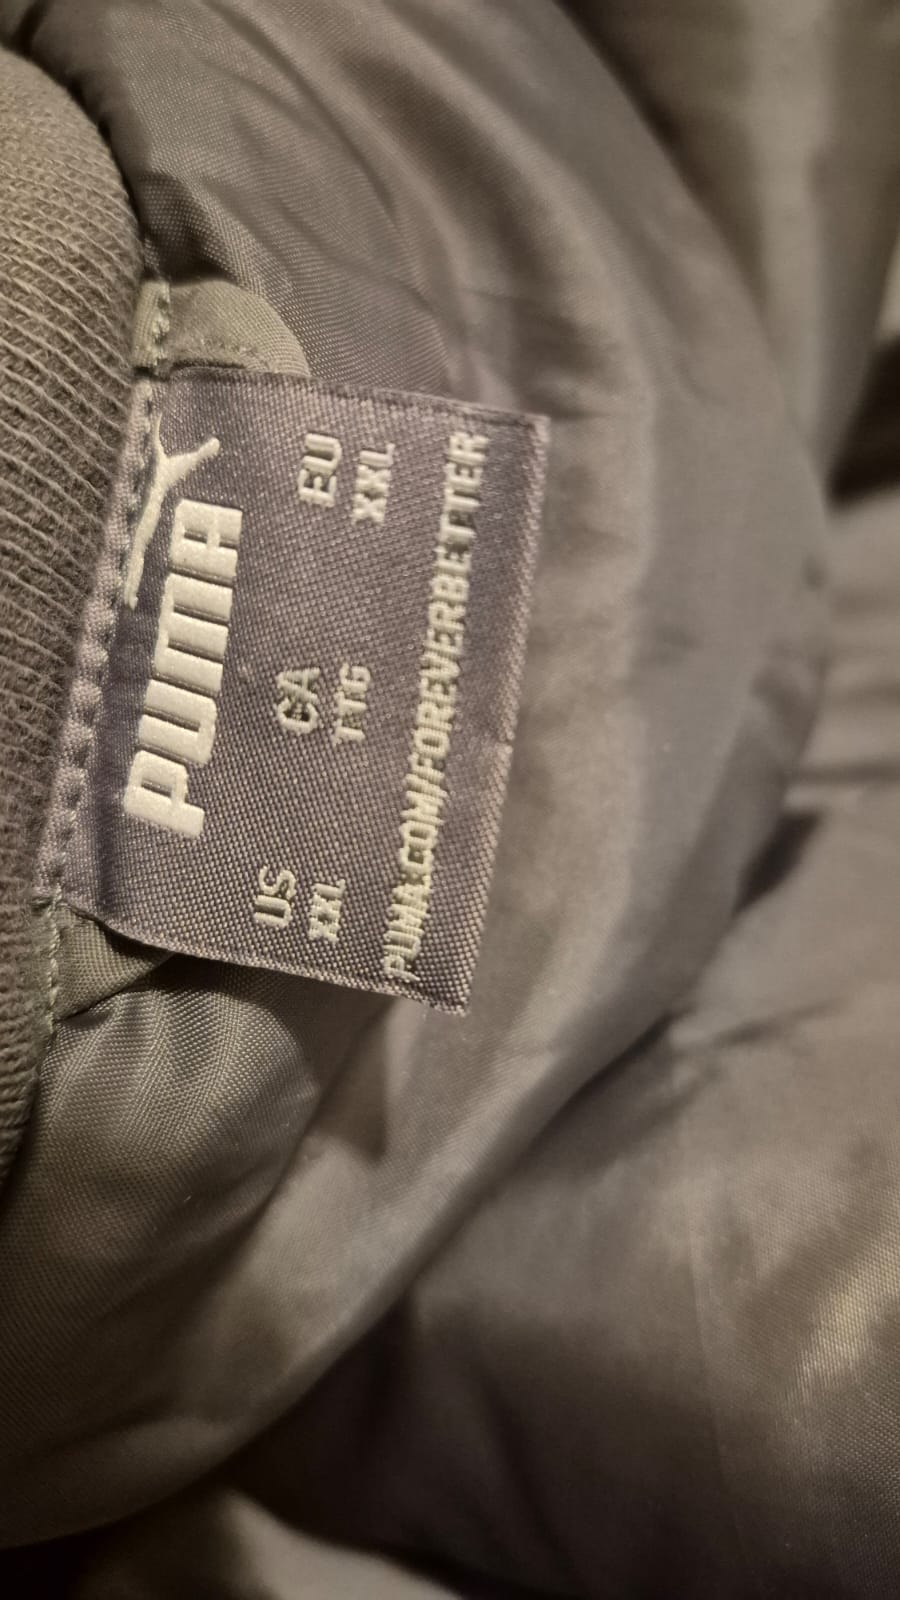 PUMA
US CA EU
XXL TTG XXL
PUMA.COM/FOREVERBETTER